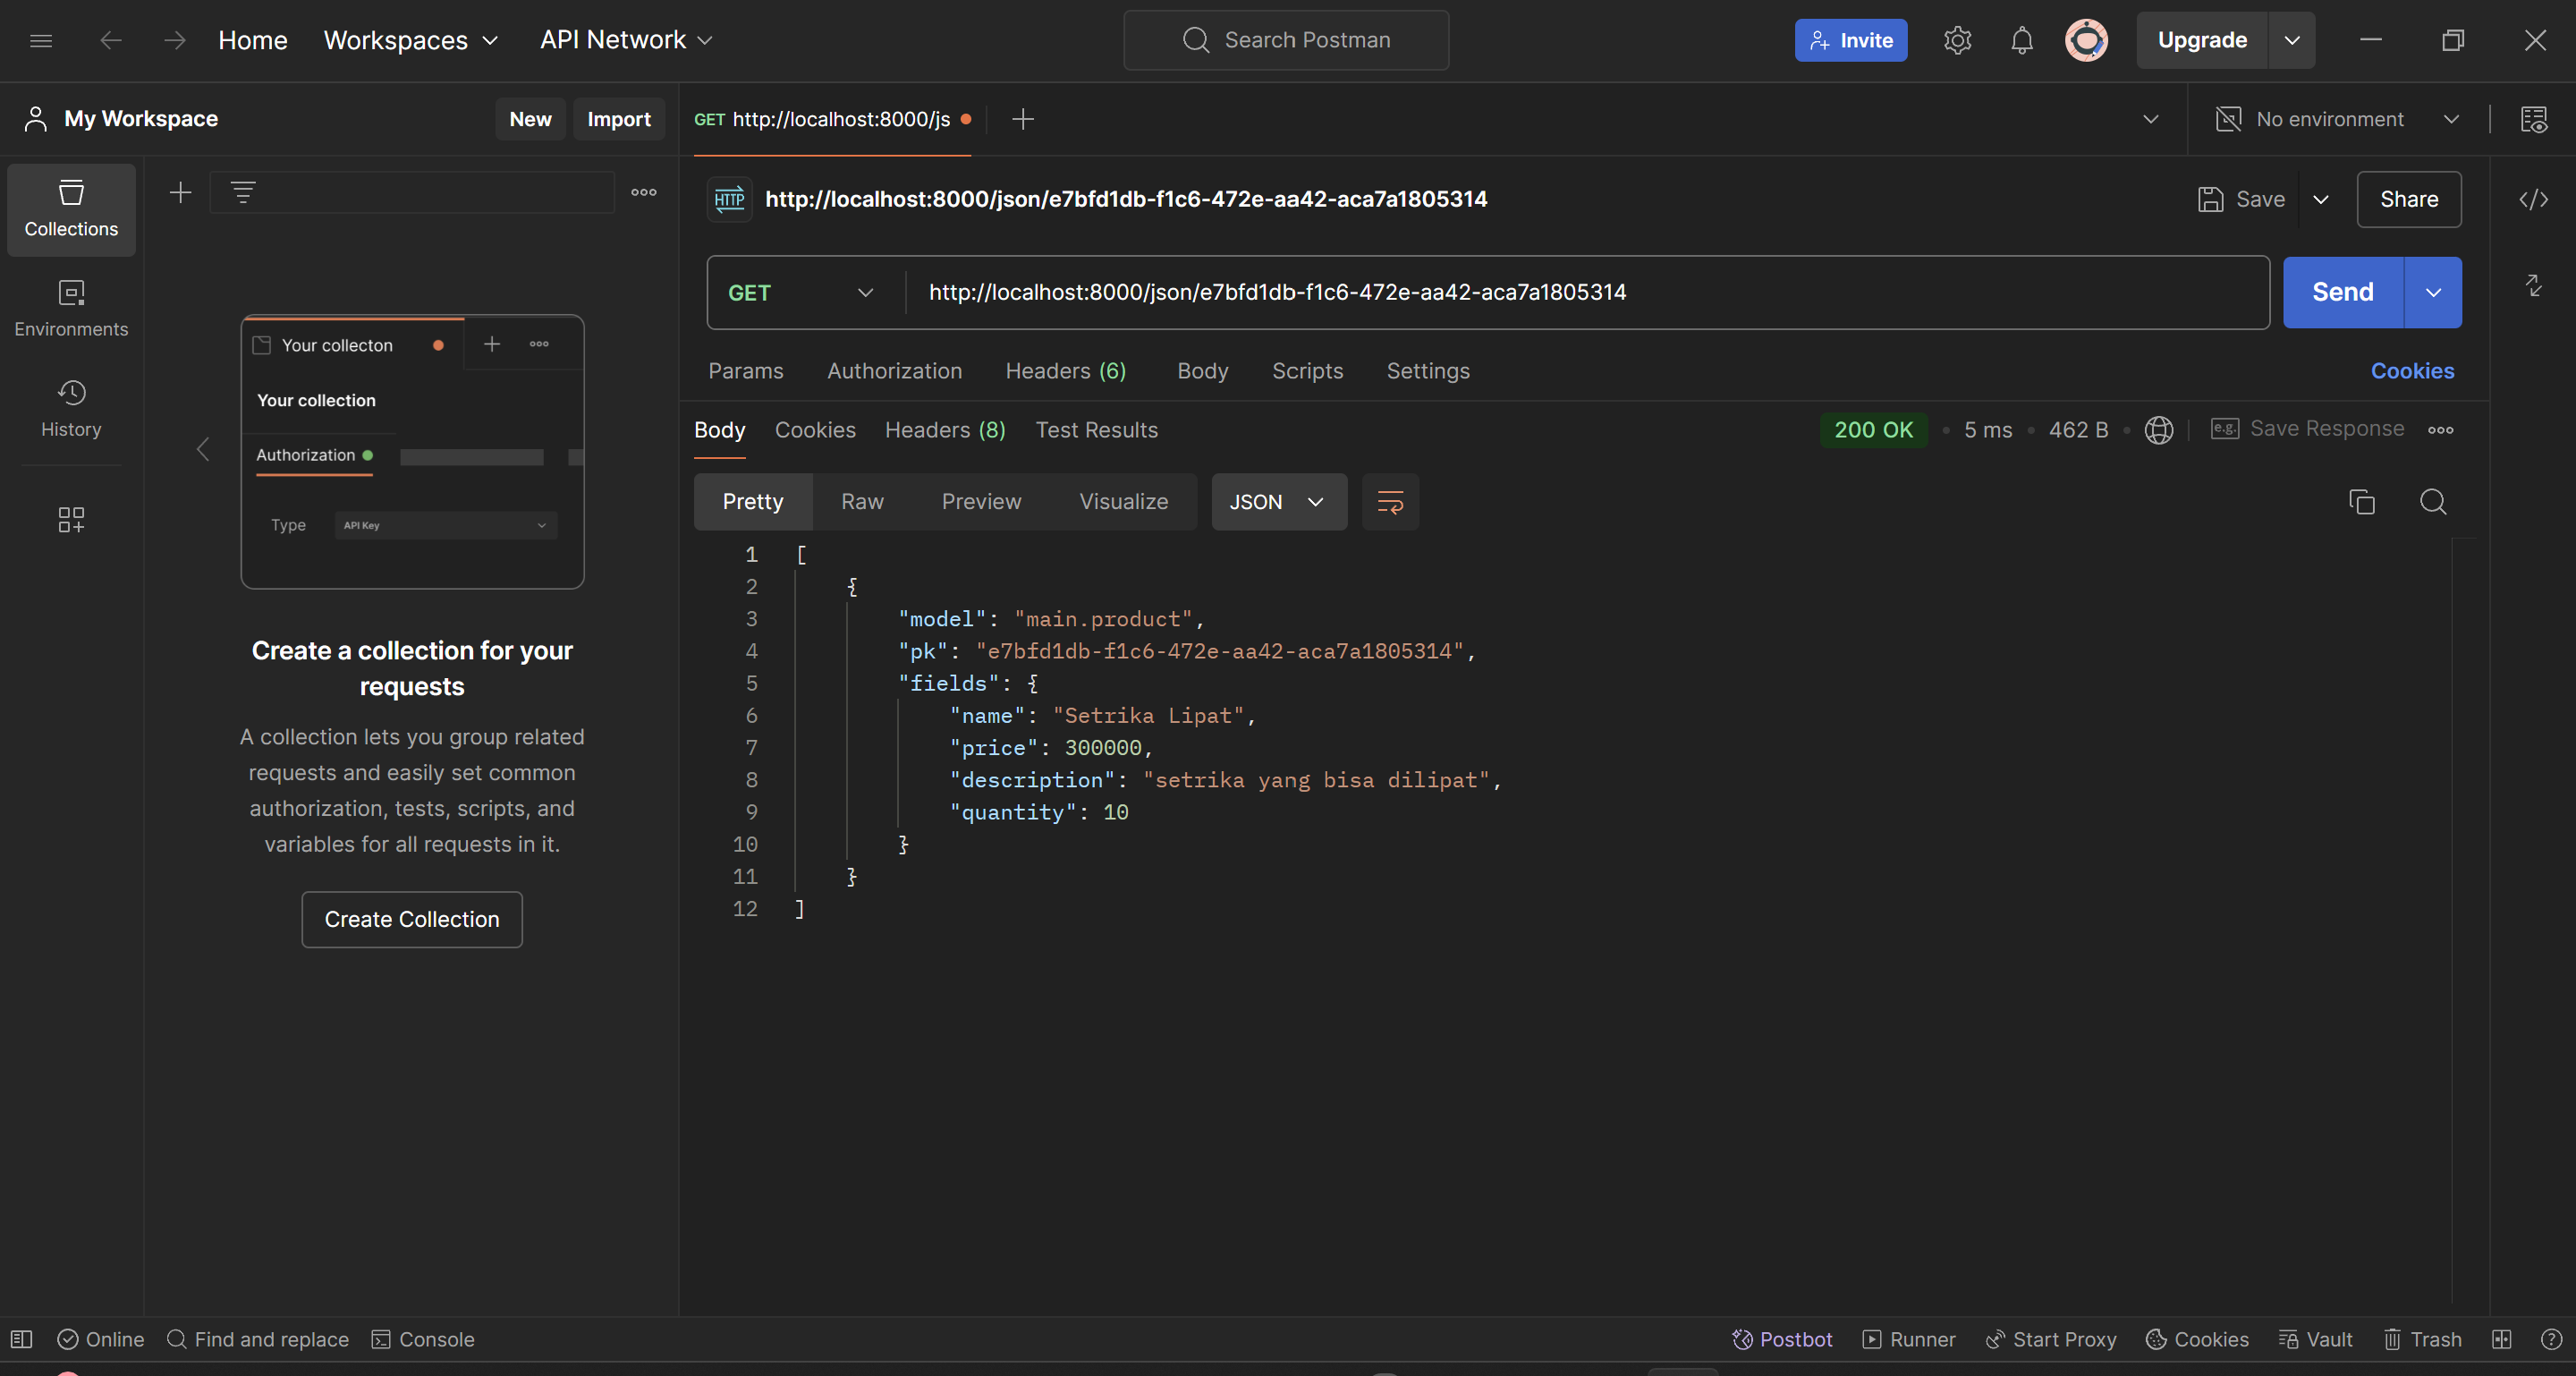 Home Workspaces API Network Search Postman Invite Upgrade
My Workspace New Import GET http://localhost:8000/js No environment
Collections
Environments
History
Your collecton
Your collection
Authorization
Type API Key
Create a collection for your
requests
A collection lets you group related
requests and easily set common
authorization, tests, scripts, and
variables for all requests in it.
Create Collection
HTTP http://localhost:8000/json/e7bfd1db-f1c6-472e-aa42-aca7a1805314 Save Share
GET http://localhost:8000/json/e7bfd1db-f1c6-472e-aa42-aca7a1805314 Send
Params Authorization Headers (6) Body Scripts Settings Cookies
Body Cookies Headers (8) Test Results 200 OK 5 ms 462 B e.g. Save Response
Pretty Raw Preview Visualize JSON
1 [
2 {
3 "model": "main.product",
4 "pk": "e7bfd1db-f1c6-472e-aa42-aca7a1805314",
5 "fields": {
6 "name": "Setrika Lipat",
7 "price": 300000,
8 "description": "setrika yang bisa dilipat",
9 "quantity": 10
10 }
11 }
12 ]
Online Find and replace Console Postbot Runner Start Proxy Cookies Vault Trash